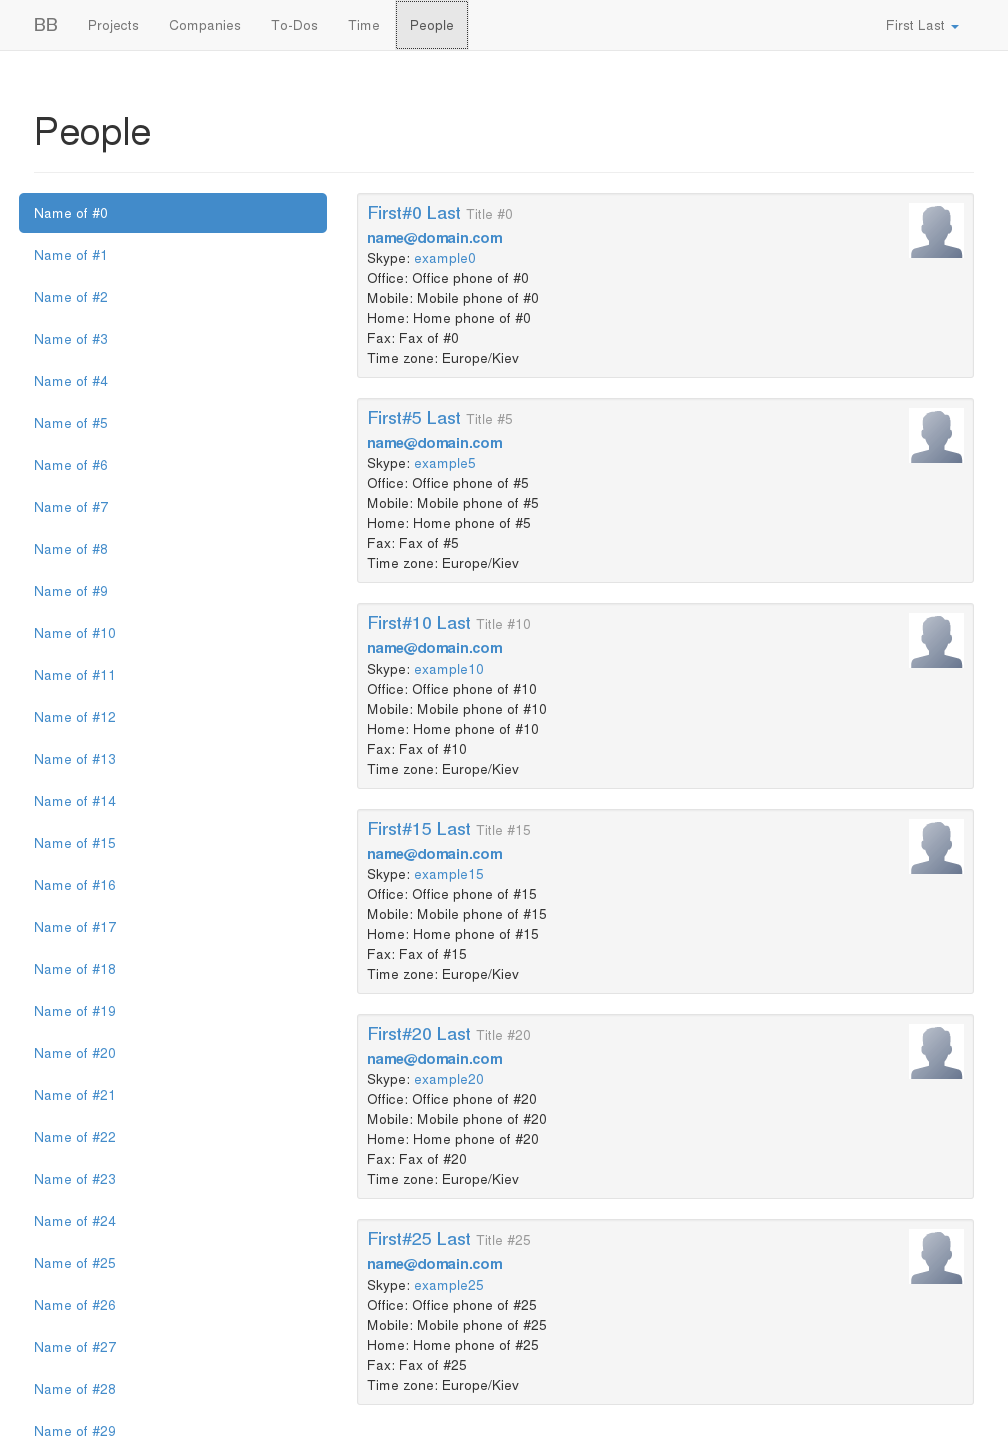 BB Projects Companies To-Dos Time People First Last
People
Name of #0
Name of #1
Name of #2
Name of #3
Name of #4
Name of #5
Name of #6
Name of #7
Name of #8
Name of #9
Name of #10
Name of #11
Name of #12
Name of #13
Name of #14
Name of #15
Name of #16
Name of #17
Name of #18
Name of #19
Name of #20
Name of #21
Name of #22
Name of #23
Name of #24
Name of #25
Name of #26
Name of #27
Name of #28
Name of #29
First#0 Last Title #0
name@domain.com
Skype: example0
Office: Office phone of #0
Mobile: Mobile phone of #0
Home: Home phone of #0
Fax: Fax of #0
Time zone: Europe/Kiev
First#5 Last Title #5
name@domain.com
Skype: example5
Office: Office phone of #5
Mobile: Mobile phone of #5
Home: Home phone of #5
Fax: Fax of #5
Time zone: Europe/Kiev
First#10 Last Title #10
name@domain.com
Skype: example10
Office: Office phone of #10
Mobile: Mobile phone of #10
Home: Home phone of #10
Fax: Fax of #10
Time zone: Europe/Kiev
First#15 Last Title #15
name@domain.com
Skype: example15
Office: Office phone of #15
Mobile: Mobile phone of #15
Home: Home phone of #15
Fax: Fax of #15
Time zone: Europe/Kiev
First#20 Last Title #20
name@domain.com
Skype: example20
Office: Office phone of #20
Mobile: Mobile phone of #20
Home: Home phone of #20
Fax: Fax of #20
Time zone: Europe/Kiev
First#25 Last Title #25
name@domain.com
Skype: example25
Office: Office phone of #25
Mobile: Mobile phone of #25
Home: Home phone of #25
Fax: Fax of #25
Time zone: Europe/Kiev